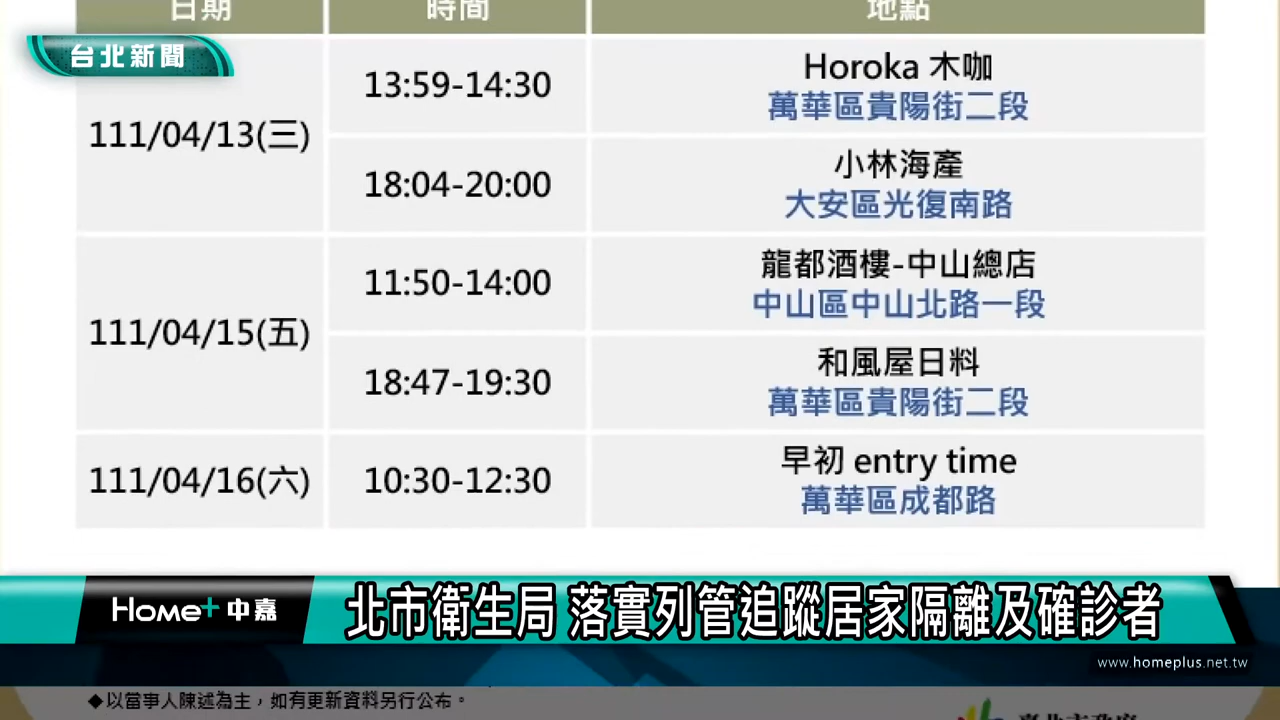 日期
時間
地點
台北新聞
111/04/13(三)
13:59-14:30
Horoka 木咖
萬華區貴陽街二段
18:04-20:00
小林海產
大安區光復南路
111/04/15(五)
11:50-14:00
龍都酒樓-中山總店
中山區中山北路一段
18:47-19:30
和風屋日料
萬華區貴陽街二段
111/04/16(六)
10:30-12:30
早初 entry time
萬華區成都路
Home+ 中嘉
北市衛生局 落實列管追蹤居家隔離及確診者
www.homeplus.net.tw
◆以當事人陳述為主，如有更新資料另行公布。
臺北市政府